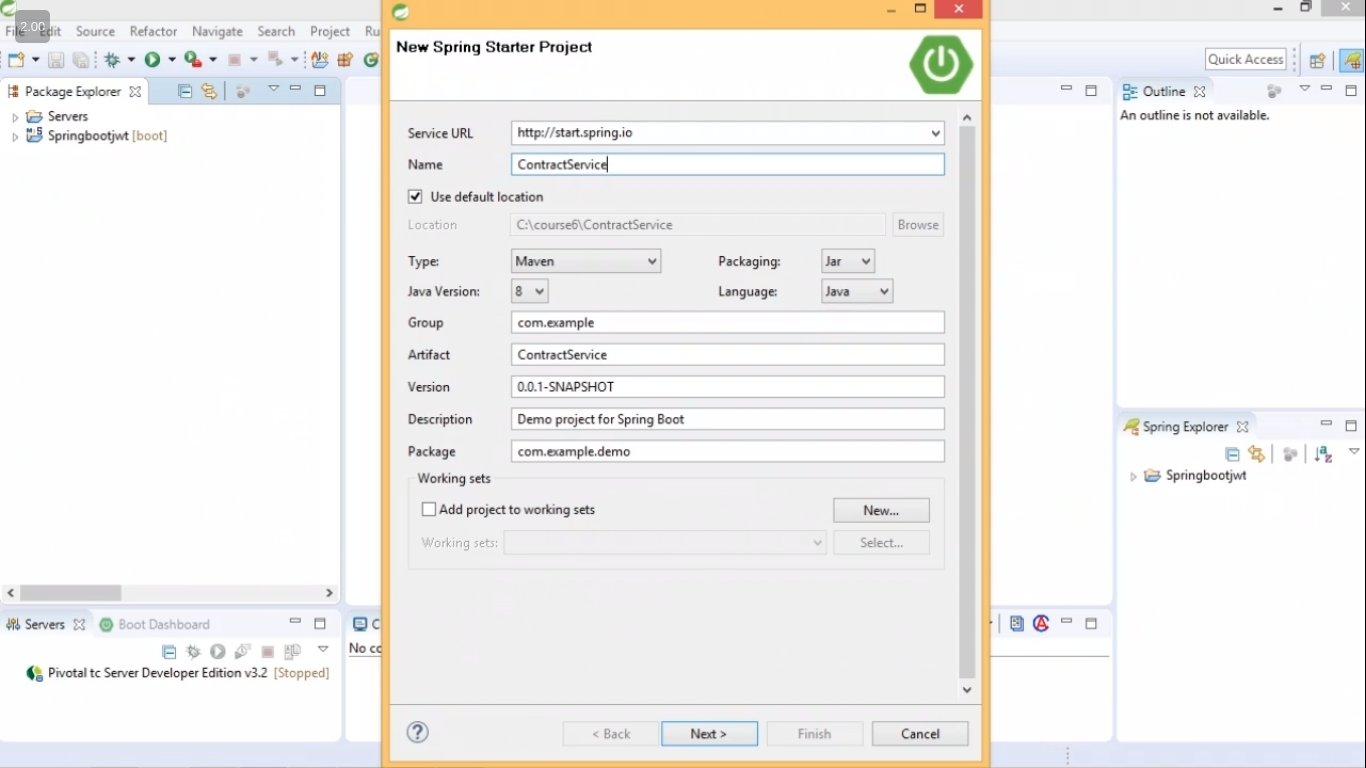 2.00
File Edit Source Refactor Navigate Search Project Ru
Quick Access
Package Explorer
Servers
Springbootjwt [boot]
New Spring Starter Project
Service URL http://start.spring.io
Name ContractService
Use default location
Location C:\course6\ContractService Browse
Type: Maven Packaging: Jar
Java Version: 8 Language: Java
Group com.example
Artifact ContractService
Version 0.0.1-SNAPSHOT
Description Demo project for Spring Boot
Package com.example.demo
Working sets
Add project to working sets New...
Working sets: Select...
< Back Next > Finish Cancel
Outline
An outline is not available.
Spring Explorer
Springbootjwt
Servers Boot Dashboard
Pivotal tc Server Developer Edition v3.2 [Stopped]
C
No co